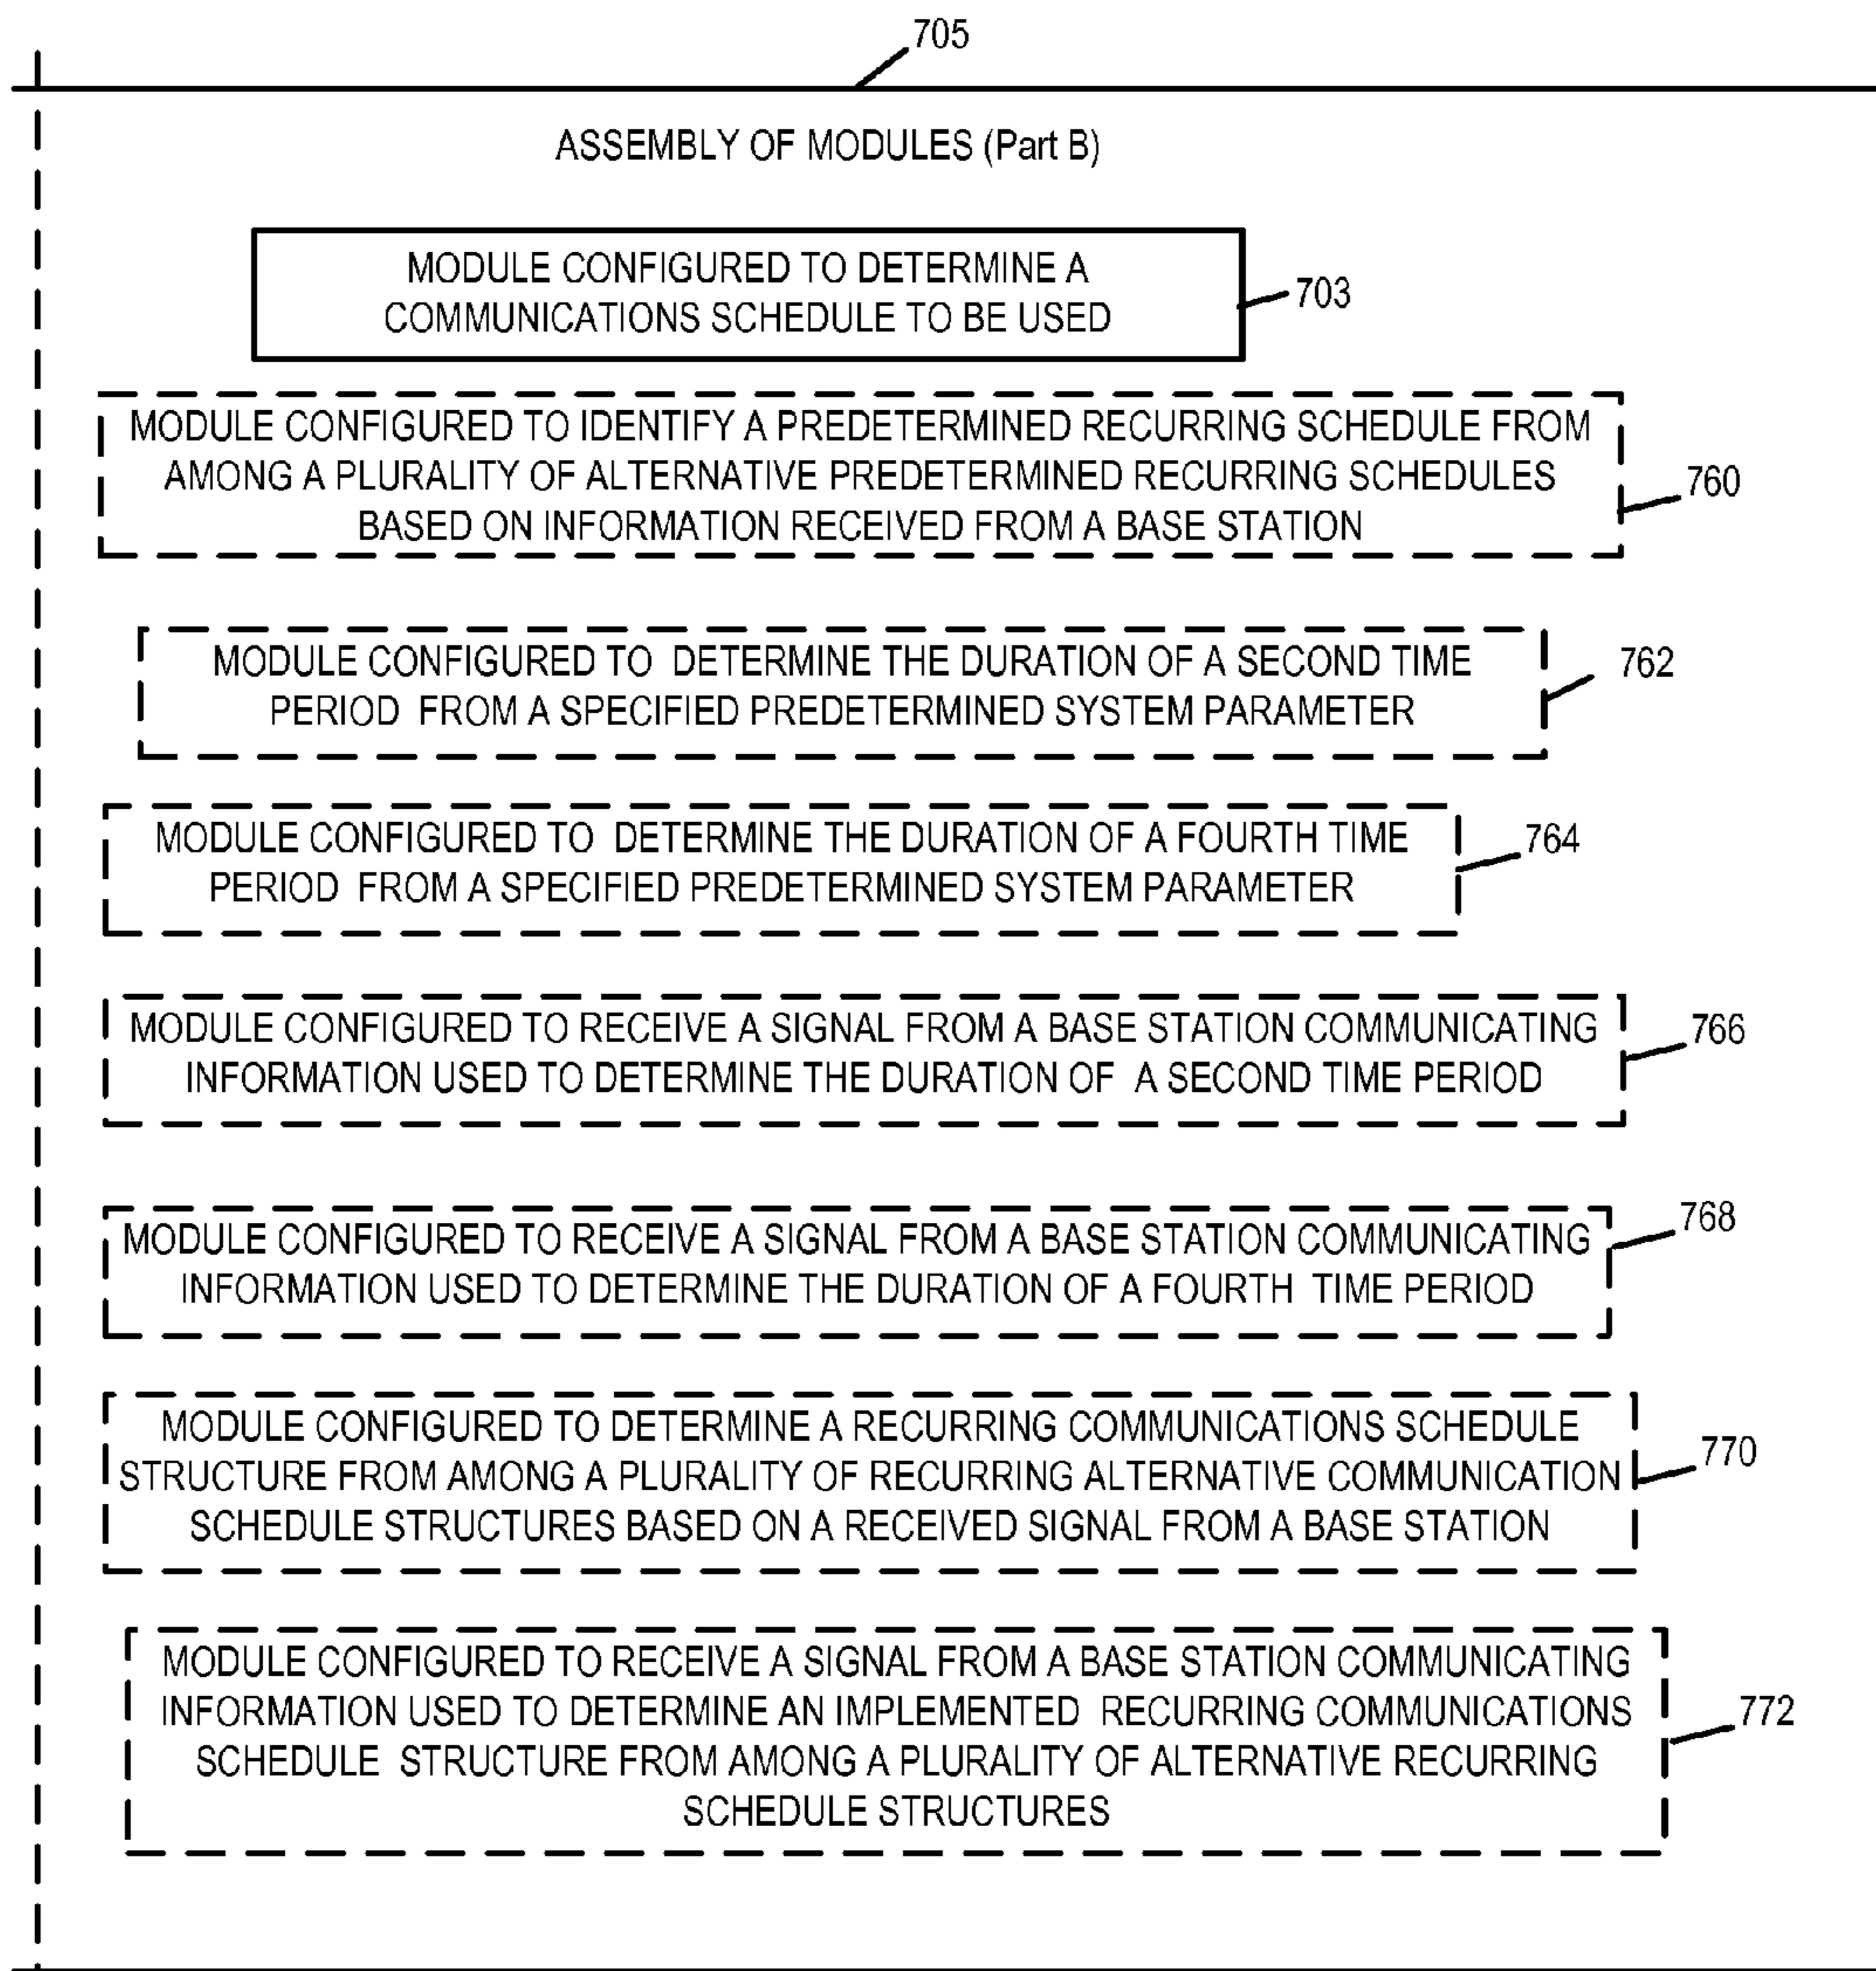 705
ASSEMBLY OF MODULES (Part B)
MODULE CONFIGURED TO DETERMINE A
COMMUNICATIONS SCHEDULE TO BE USED
703
MODULE CONFIGURED TO IDENTIFY A PREDETERMINED RECURRING SCHEDULE FROM
AMONG A PLURALITY OF ALTERNATIVE PREDETERMINED RECURRING SCHEDULES
BASED ON INFORMATION RECEIVED FROM A BASE STATION
760
MODULE CONFIGURED TO DETERMINE THE DURATION OF A SECOND TIME
PERIOD FROM A SPECIFIED PREDETERMINED SYSTEM PARAMETER
762
MODULE CONFIGURED TO DETERMINE THE DURATION OF A FOURTH TIME
PERIOD FROM A SPECIFIED PREDETERMINED SYSTEM PARAMETER
764
MODULE CONFIGURED TO RECEIVE A SIGNAL FROM A BASE STATION COMMUNICATING
INFORMATION USED TO DETERMINE THE DURATION OF A SECOND TIME PERIOD
766
MODULE CONFIGURED TO RECEIVE A SIGNAL FROM A BASE STATION COMMUNICATING
INFORMATION USED TO DETERMINE THE DURATION OF A FOURTH TIME PERIOD
768
MODULE CONFIGURED TO DETERMINE A RECURRING COMMUNICATIONS SCHEDULE
STRUCTURE FROM AMONG A PLURALITY OF RECURRING ALTERNATIVE COMMUNICATION
SCHEDULE STRUCTURES BASED ON A RECEIVED SIGNAL FROM A BASE STATION
770
MODULE CONFIGURED TO RECEIVE A SIGNAL FROM A BASE STATION COMMUNICATING
INFORMATION USED TO DETERMINE AN IMPLEMENTED RECURRING COMMUNICATIONS
SCHEDULE STRUCTURE FROM AMONG A PLURALITY OF ALTERNATIVE RECURRING
SCHEDULE STRUCTURES
772